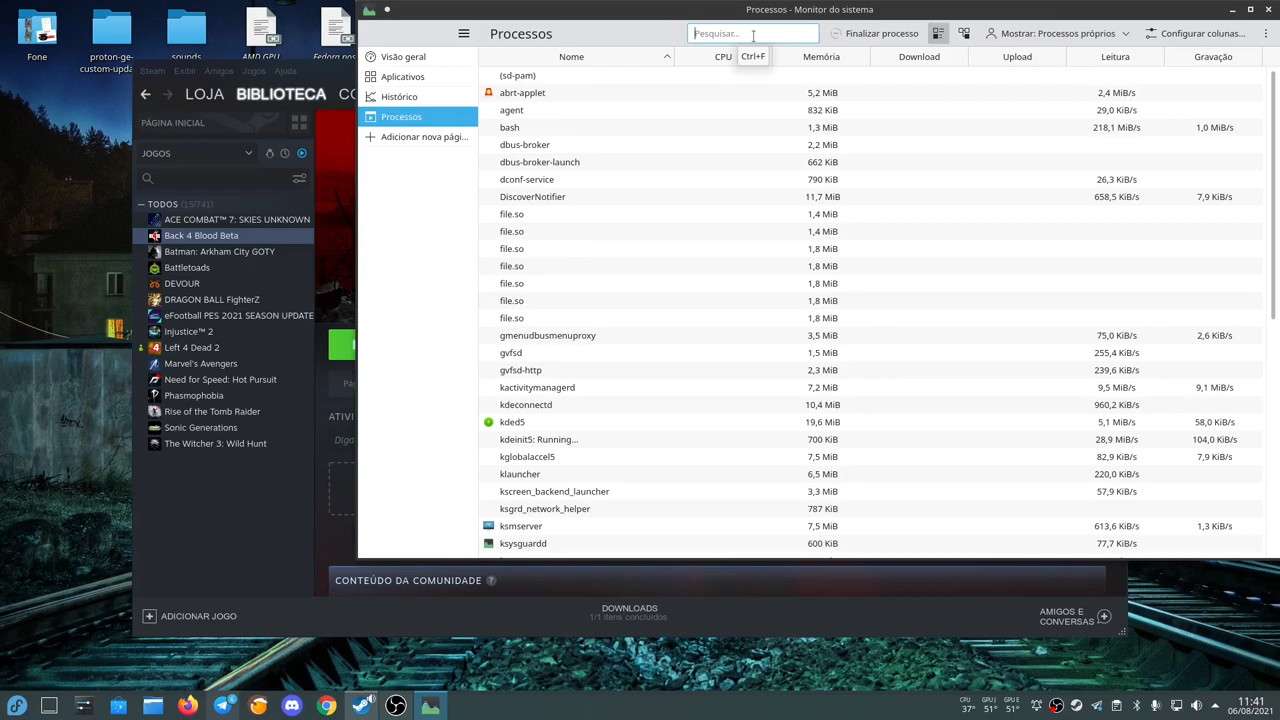 Processos - Monitor do sistema
Fone
proton-ge
custom-upda
sounds
AMD GPU
Fedora
Processos
Pesquisar...
Finalizar processo
Mostrar: Processos próprios
Configurar colunas...
Ctrl+F
Visão geral
Aplicativos
Histórico
Processos
Adicionar nova pági...
Nome CPU Memória Download Upload Leitura Gravação
(sd-pam)
abrt-applet 5,2 MiB 2,4 MiB/s
agent 832 KiB 29,0 KiB/s
bash 1,3 MiB 218,1 MiB/s 1,0 MiB/s
dbus-broker 2,2 MiB
dbus-broker-launch 662 KiB
dconf-service 790 KiB 26,3 KiB/s
DiscoverNotifier 11,7 MiB 658,5 KiB/s 7,9 KiB/s
file.so 1,4 MiB
file.so 1,4 MiB
file.so 1,8 MiB
file.so 1,8 MiB
file.so 1,8 MiB
file.so 1,8 MiB
file.so 1,8 MiB
gmenudbusmenuproxy 3,5 MiB 75,0 KiB/s 2,6 KiB/s
gvfsd 1,5 MiB 255,4 KiB/s
gvfsd-http 2,3 MiB 239,6 KiB/s
kactivitymanagerd 7,2 MiB 9,5 MiB/s 9,1 MiB/s
kdeconnectd 10,4 MiB 960,2 KiB/s
kded5 19,6 MiB 5,1 MiB/s 58,0 KiB/s
kdeinit5: Running... 700 KiB 28,9 MiB/s 104,0 KiB/s
kglobalaccel5 7,5 MiB 82,9 KiB/s 7,9 KiB/s
klauncher 6,5 MiB 220,0 KiB/s
kscreen_backend_launcher 3,3 MiB 57,9 KiB/s
ksgrd_network_helper 787 KiB
ksmserver 7,5 MiB 613,6 KiB/s 1,3 KiB/s
ksysguardd 600 KiB 77,7 KiB/s
Steam Exibir Amigos Jogos Ajuda
LOJA BIBLIOTECA CO
PÁGINA INICIAL
JOGOS
TODOS (15/741)
ACE COMBAT™ 7: SKIES UNKNOWN
Back 4 Blood Beta
Batman: Arkham City GOTY
Battletoads
DEVOUR
DRAGON BALL FighterZ
eFootball PES 2021 SEASON UPDATE
Injustice™ 2
Left 4 Dead 2
Marvel's Avengers
Need for Speed: Hot Pursuit
Phasmophobia
Rise of the Tomb Raider
Sonic Generations
The Witcher 3: Wild Hunt
Pág
ATIVI
Diga
CONTEÚDO DA COMUNIDADE ?
ADICIONAR JOGO
DOWNLOADS
1/1 itens concluídos
AMIGOS E
CONVERSAS
CPU GPU J GPU E
37° 51° 51°
11:41
06/08/2021